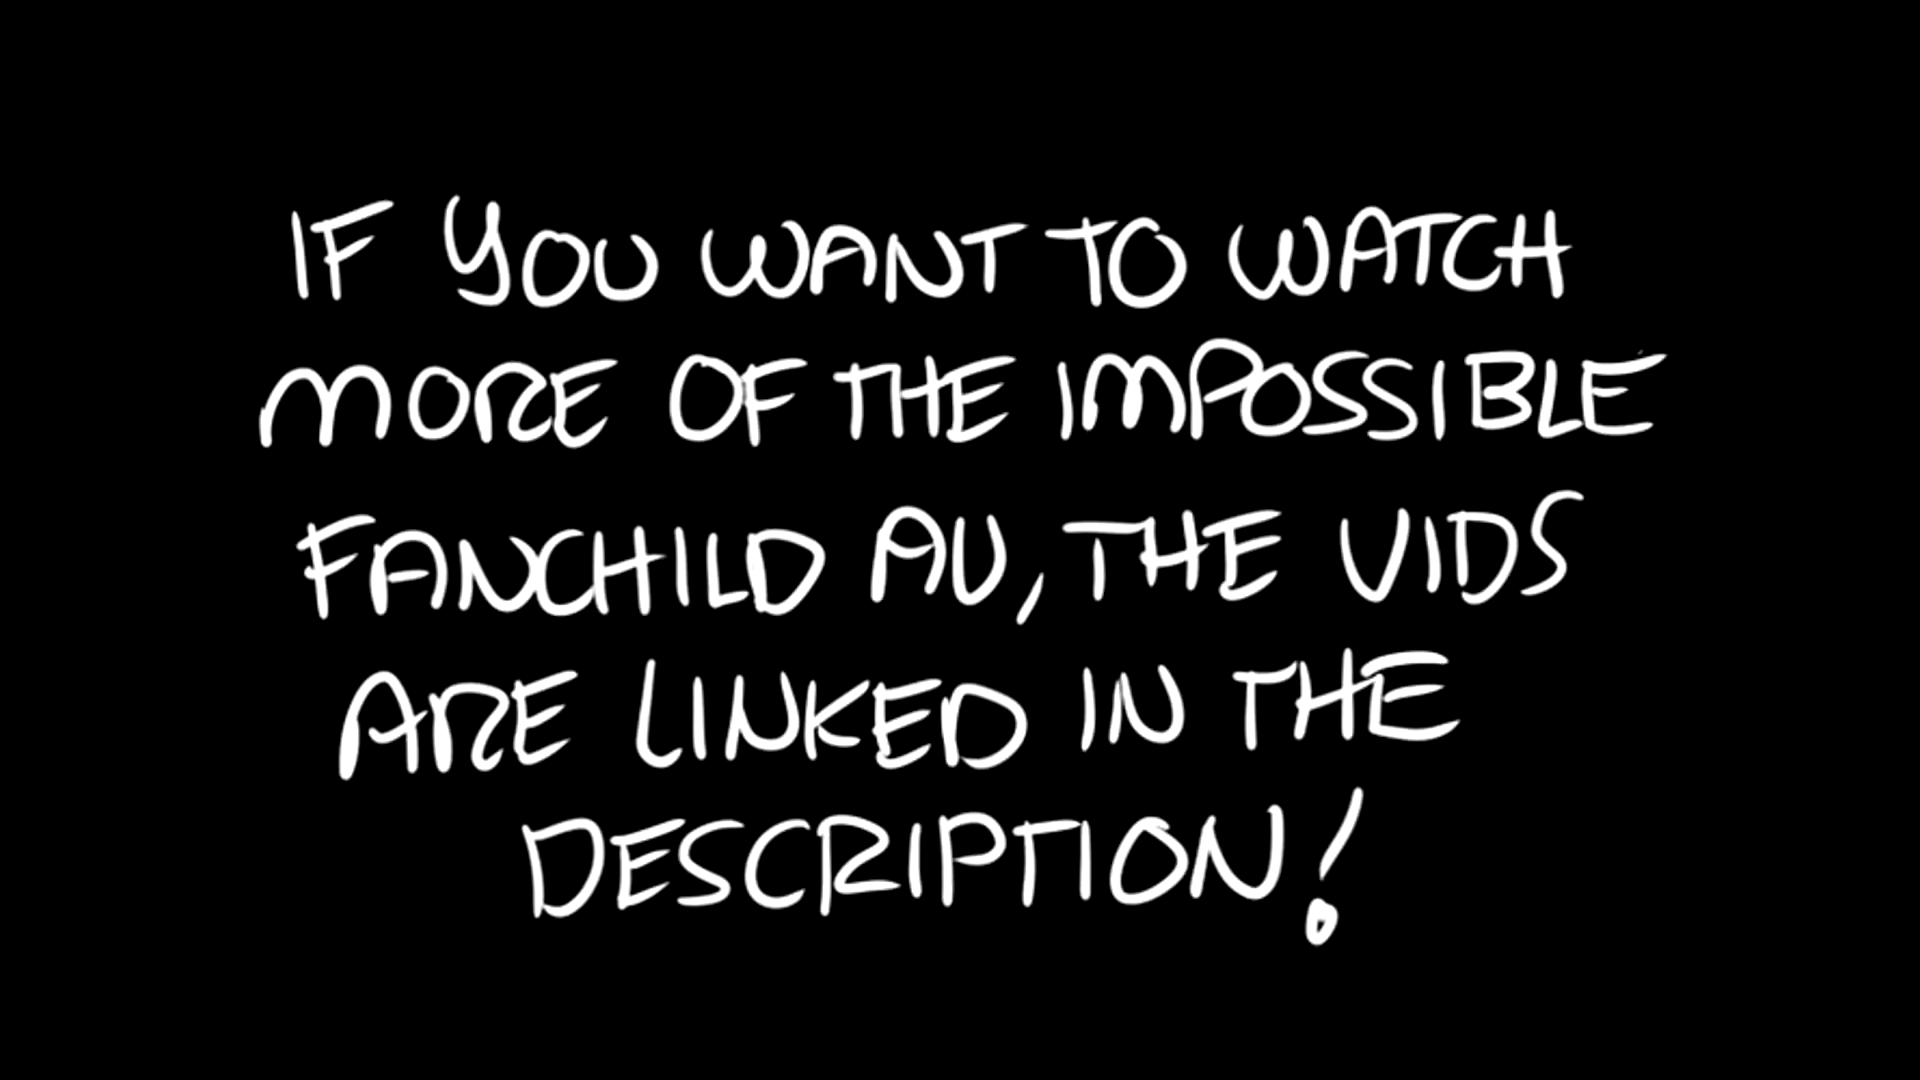 IF YOU WANT TO WATCH
MORE OF THE IMPOSSIBLE
FANCHILD AU, THE VIDS
ARE LINKED IN THE
DESCRIPTION!